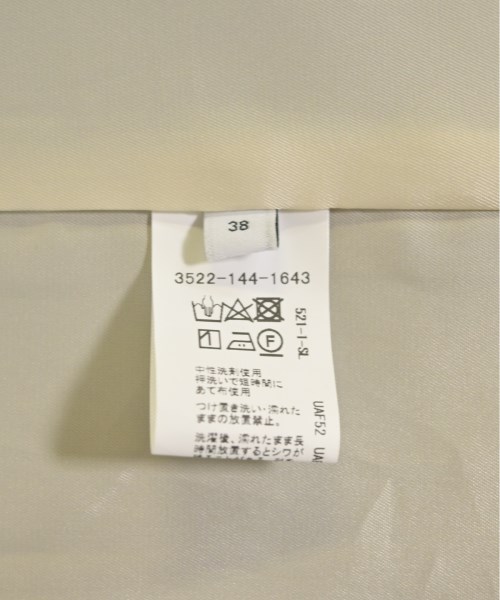 38
3522-144-1643
F
521-I-SL
中性洗剤使用
押洗いで短時間に
あて布使用
つけ置き洗い・濡れた
ままの放置禁止。
洗濯後、濡れたまま長
時間放置するとシワが
UAF52